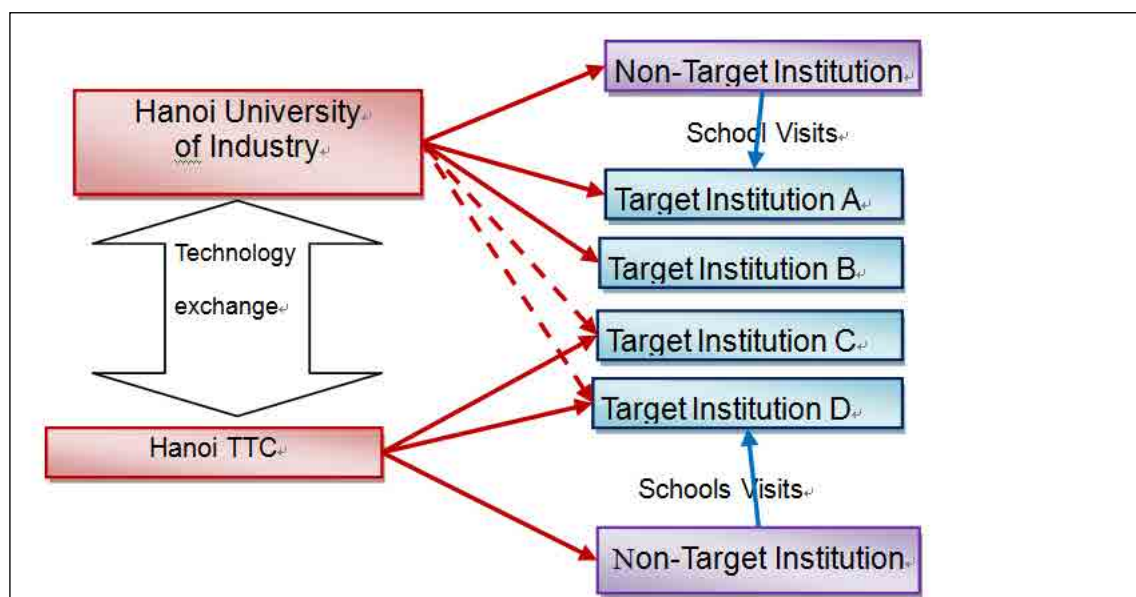 Non-Target Institution
Hanoi University
of Industry
School Visits
Target Institution A
Technology
exchange
Target Institution B
Target Institution C
Target Institution D
Hanoi TTC
Schools Visits
Non-Target Institution